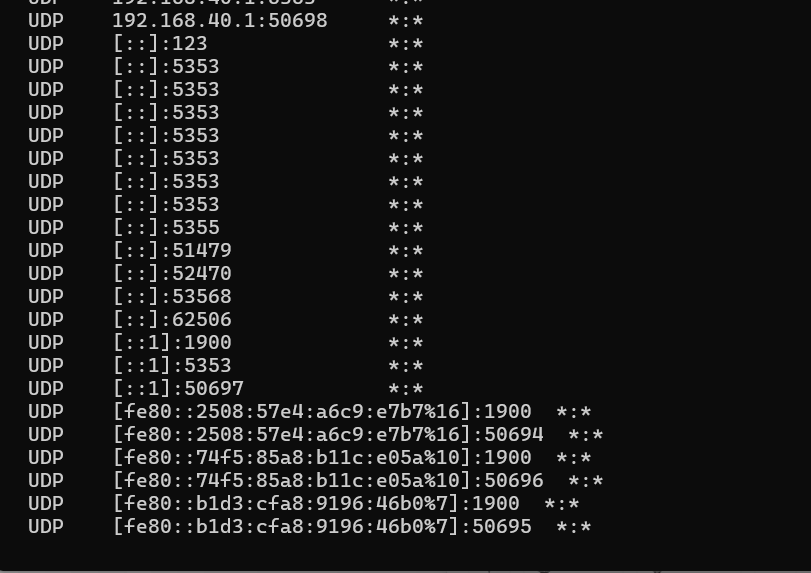 UDP    192.168.40.1:50698     *:*
UDP    [::]:123               *:*
UDP    [::]:5353              *:*
UDP    [::]:5353              *:*
UDP    [::]:5353              *:*
UDP    [::]:5353              *:*
UDP    [::]:5353              *:*
UDP    [::]:5353              *:*
UDP    [::]:5353              *:*
UDP    [::]:5355              *:*
UDP    [::]:51479             *:*
UDP    [::]:52470             *:*
UDP    [::]:53568             *:*
UDP    [::]:62506             *:*
UDP    [::1]:1900             *:*
UDP    [::1]:5353             *:*
UDP    [::1]:50697            *:*
UDP    [fe80::2508:57e4:a6c9:e7b7%16]:1900  *:*
UDP    [fe80::2508:57e4:a6c9:e7b7%16]:50694  *:*
UDP    [fe80::74f5:85a8:b11c:e05a%10]:1900  *:*
UDP    [fe80::74f5:85a8:b11c:e05a%10]:50696  *:*
UDP    [fe80::b1d3:cfa8:9196:46b0%7]:1900  *:*
UDP    [fe80::b1d3:cfa8:9196:46b0%7]:50695  *:*